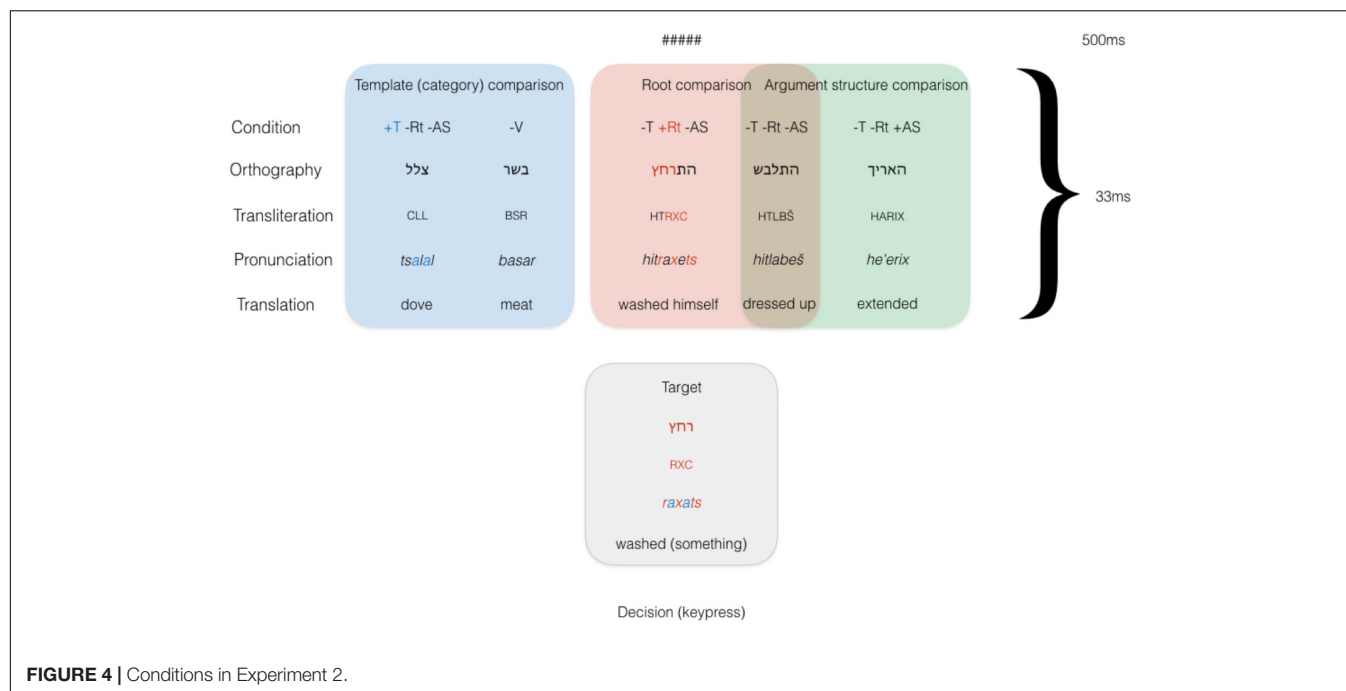 ##### 500ms
Template (category) comparison Root comparison Argument structure comparison
Condition +T -Rt -AS -V -T +Rt -AS -T -Rt -AS -T -Rt +AS
Orthography צלל בשר התרחץ התלבש האריך
Transliteration CLL BSR HTRXC HTLBŠ HARIX
33ms
Pronunciation tsalal basar hitraxets hitlabeš he'erix
Translation dove meat washed himself dressed up extended
Target
רחץ
RXC
raxats
washed (something)
Decision (keypress)
FIGURE 4 | Conditions in Experiment 2.